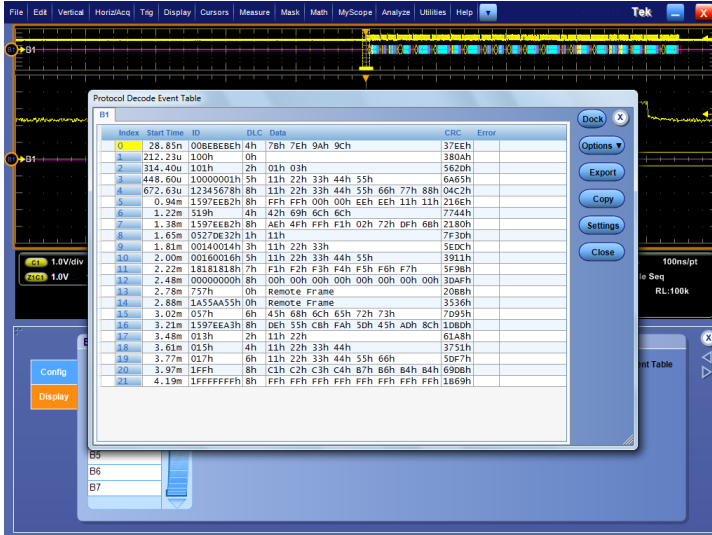 File Edit Vertical Horiz/Acq Trig Display Cursors Measure Mask Math MyScope Analyze Utilities Help Tek X
B1 B1
Protocol Decode Event Table
B1
Dock X
Index Start Time ID DLC Data CRC Error
0 28.85n 00BEBEBEh 4h 7Bh 7Eh 9Ah 9Ch 37EEh
1 212.23u 100h 0h 380Ah
2 314.40u 101h 2h 01h 03h 562Dh
3 448.60u 10000001h 5h 11h 22h 33h 44h 55h 6A65h
4 672.63u 12345678h 8h 11h 22h 33h 44h 55h 66h 77h 88h 04C2h
5 0.94m 1597EEB2h 8h FFh FFh 00h 00h EEh EEh 11h 11h 216Eh
6 1.22m 519h 4h 42h 69h 6Ch 6Ch 7744h
7 1.38m 1597EEB2h 8h AEh 4Fh FFh F1h 02h 72h DFh 6Bh 2180h
8 1.65m 0527DE32h 1h 11h 7F3Dh
9 1.81m 00140014h 3h 11h 22h 33h 5EDCh
10 2.00m 00160016h 5h 11h 22h 33h 44h 55h 3911h
11 2.22m 18181818h 7h F1h F2h F3h F4h F5h F6h F7h 5F9Bh
12 2.48m 00000000h 8h 00h 00h 00h 00h 00h 00h 00h 00h 3DAFh
13 2.78m 757h 0h Remote Frame 20BBh
14 2.88m 1A55AA55h 0h Remote Frame 3536h
15 3.02m 057h 6h 45h 68h 6Ch 65h 72h 73h 7D95h
16 3.21m 1597EEA3h 8h DEh 55h CBh FAh 5Dh 45h ADh 8Ch 1DBDh
17 3.48m 013h 2h 11h 22h 61A8h
18 3.61m 015h 4h 11h 22h 33h 44h 3751h
19 3.77m 017h 6h 11h 22h 33h 44h 55h 66h 5DF7h
20 3.97m 1FFh 8h C1h C2h C3h C4h B7h B6h B4h B4h 69DBh
21 4.19m 1FFFFFFFh 8h FFh FFh FFh FFh FFh FFh FFh FFh 1B69h
Options ▼
Export
Copy
Settings
Close
B1
C1 1.0V/div
Z1C1 1.0V
100ns/pt
Seq
RL:100k
X
Config
Display
Table
B5
B6
B7